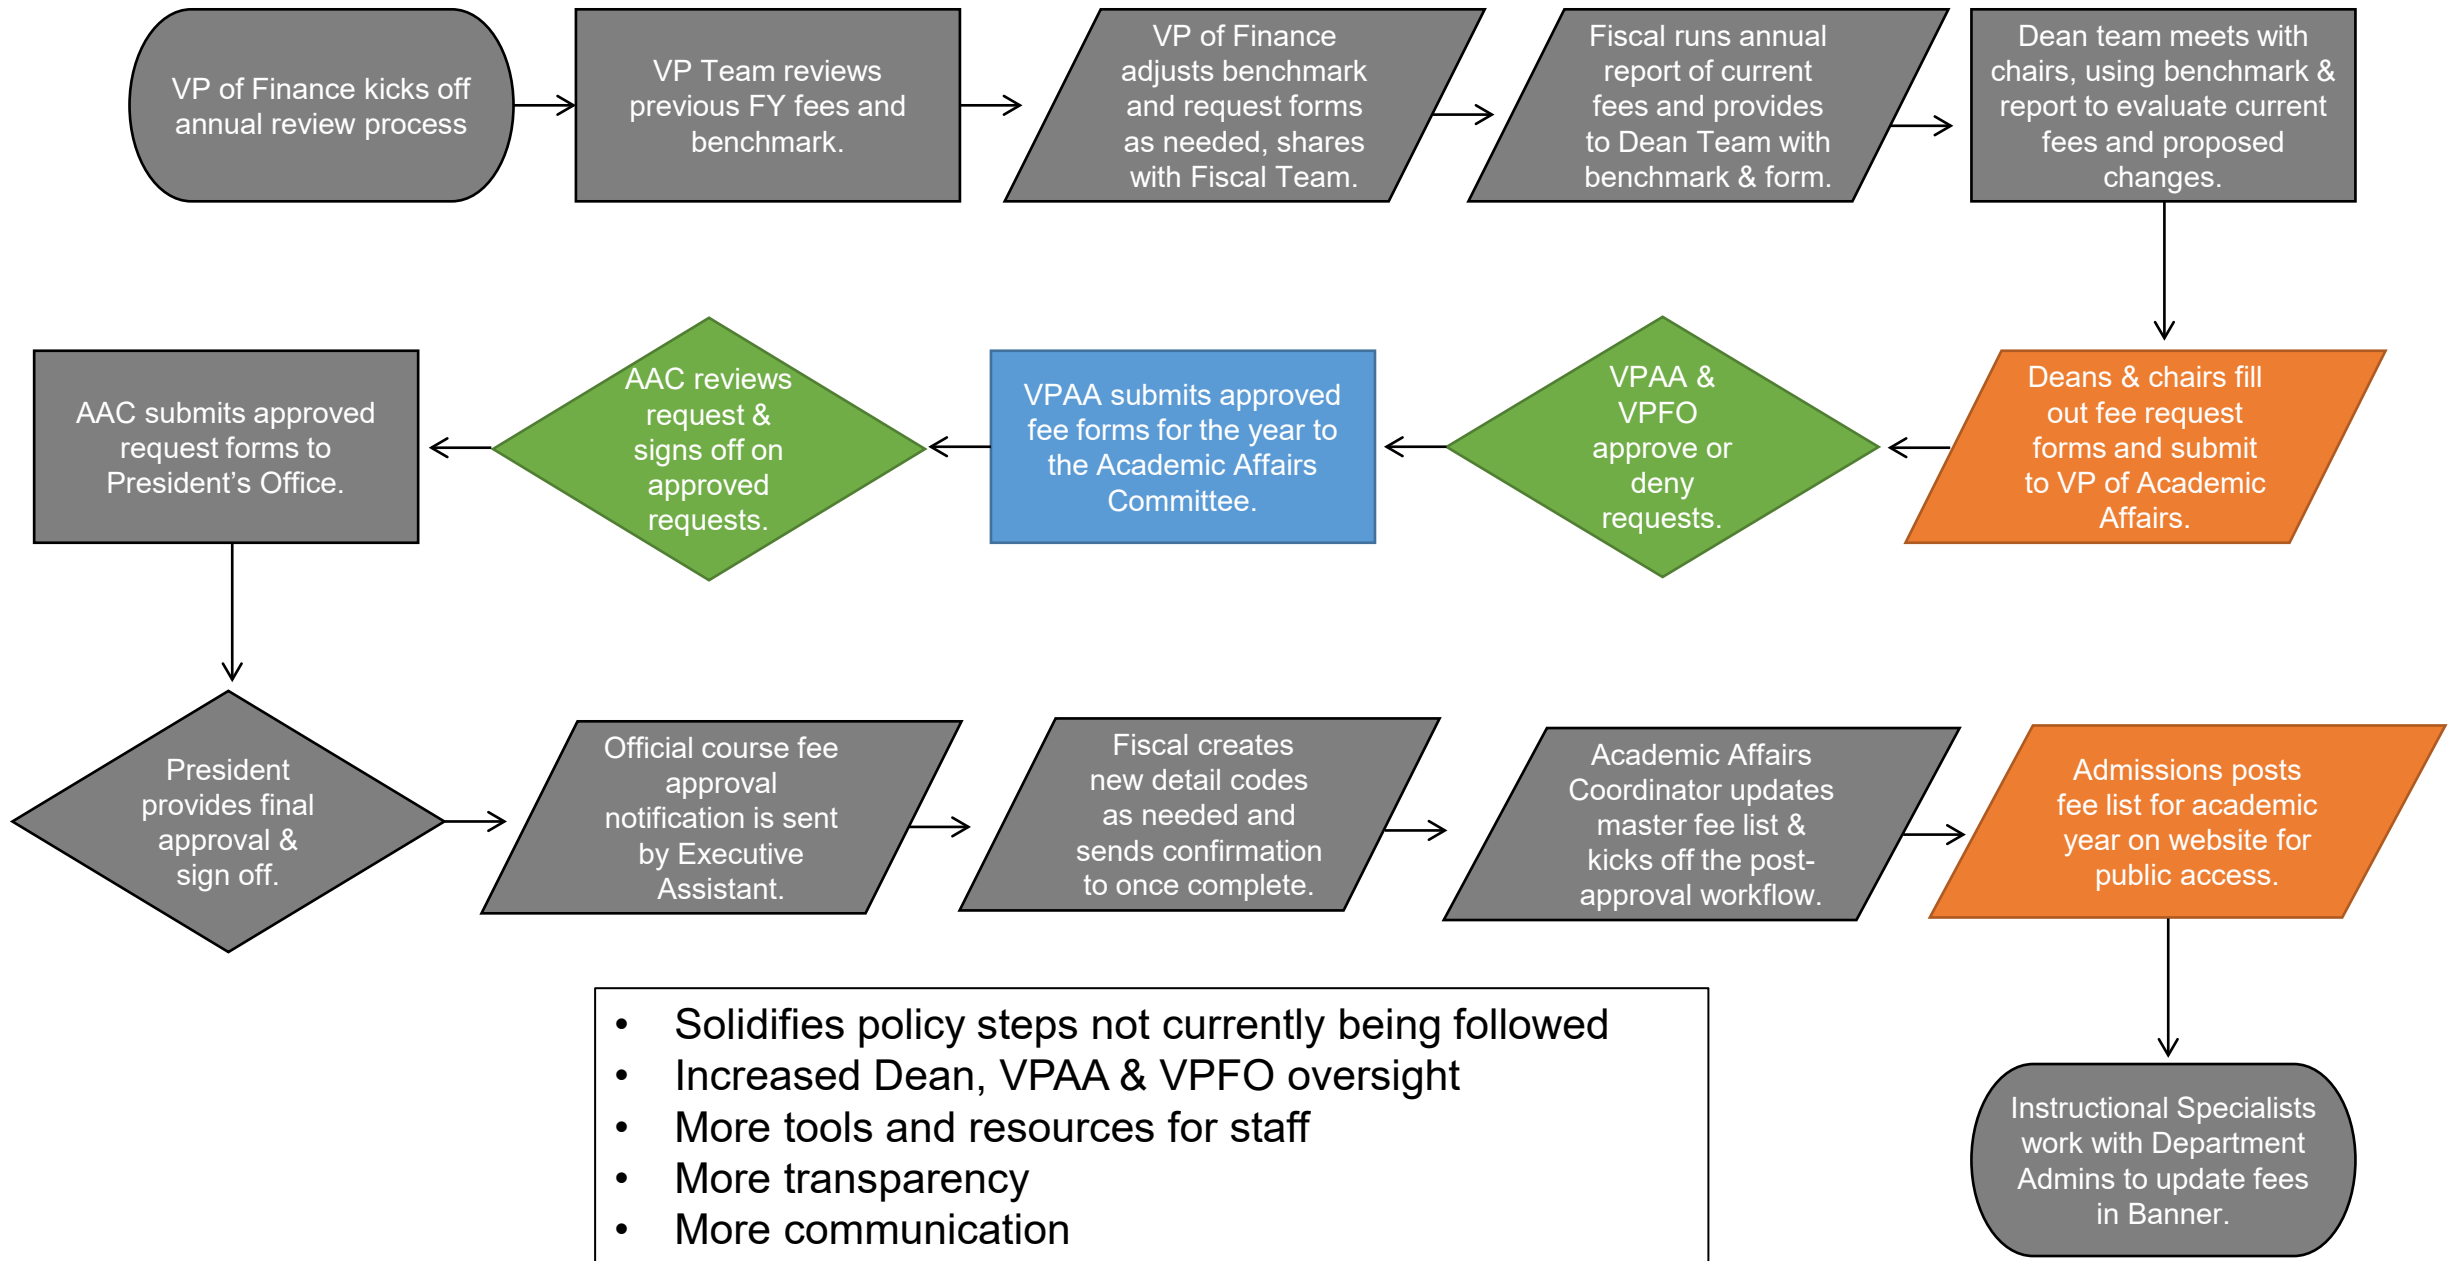 VP of Finance kicks off
annual review process
VP Team reviews
previous FY fees and
benchmark.
VP of Finance
adjusts benchmark
and request forms
as needed, shares
with Fiscal Team.
Fiscal runs annual
report of current
fees and provides
to Dean Team with
benchmark & form.
Dean team meets with
chairs, using benchmark &
report to evaluate current
fees and proposed
changes.
Deans & chairs fill
out fee request
forms and submit
to VP of Academic
Affairs.
VPAA &
VPFO
approve or
deny
requests.
VPAA submits approved
fee forms for the year to
the Academic Affairs
Committee.
AAC reviews
request &
signs off on
approved
requests.
AAC submits approved
request forms to
President’s Office.
President
provides final
approval &
sign off.
Official course fee
approval
notification is sent
by Executive
Assistant.
Fiscal creates
new detail codes
as needed and
sends confirmation
to once complete.
Academic Affairs
Coordinator updates
master fee list &
kicks off the post-
approval workflow.
Admissions posts
fee list for academic
year on website for
public access.
Instructional Specialists
work with Department
Admins to update fees
in Banner.
• Solidifies policy steps not currently being followed
• Increased Dean, VPAA & VPFO oversight
• More tools and resources for staff
• More transparency
• More communication